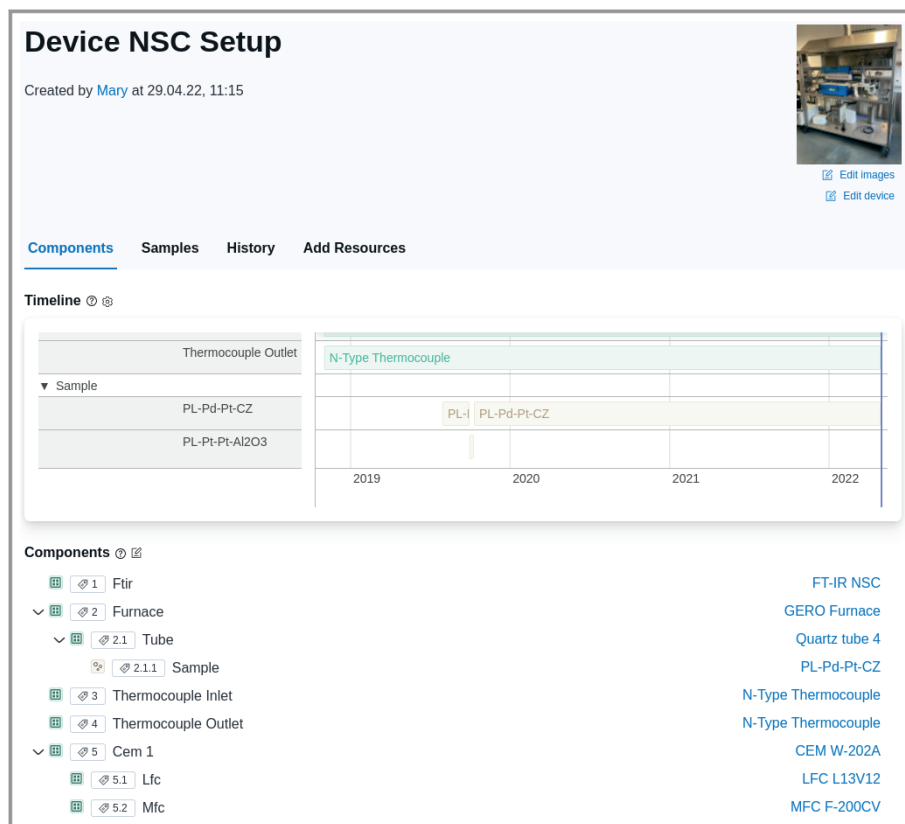 Device NSC Setup
Created by Mary at 29.04.22, 11:15
Edit images
Edit device
Components Samples History Add Resources
Timeline
Thermocouple Outlet N-Type Thermocouple
▼ Sample
PL-Pd-Pt-CZ PL-I PL-Pd-Pt-CZ
PL-Pt-Pt-Al2O3
2019 2020 2021 2022
Components
1 Ftir FT-IR NSC
2 Furnace GERO Furnace
2.1 Tube Quartz tube 4
2.1.1 Sample PL-Pd-Pt-CZ
3 Thermocouple Inlet N-Type Thermocouple
4 Thermocouple Outlet N-Type Thermocouple
5 Cem 1 CEM W-202A
5.1 Lfc LFC L13V12
5.2 Mfc MFC F-200CV